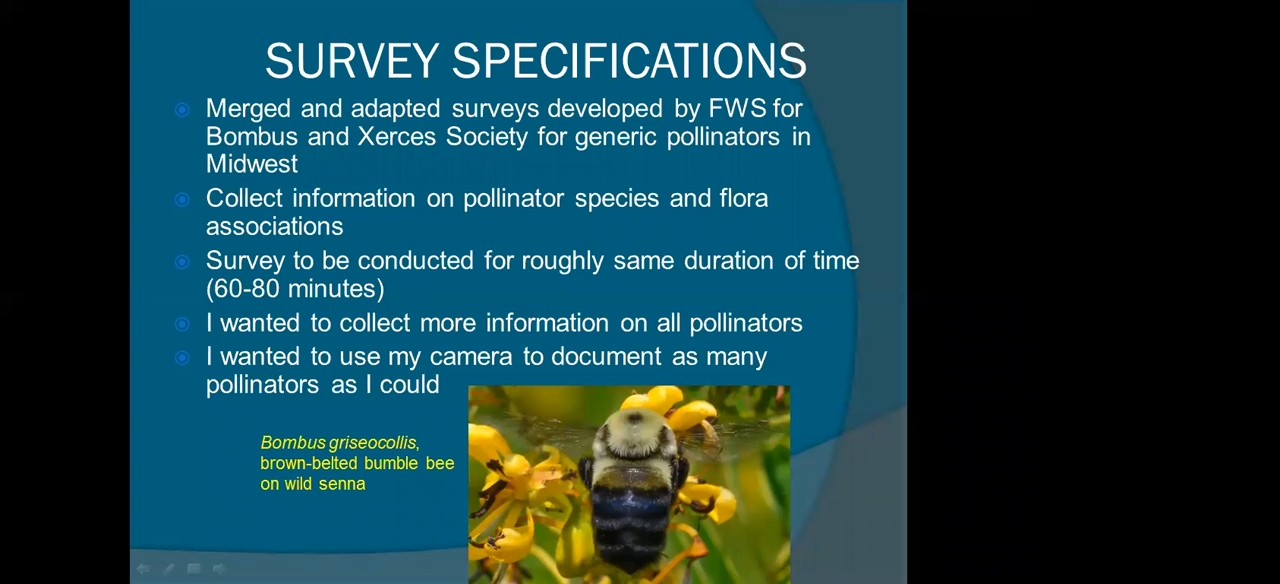 SURVEY SPECIFICATIONS
Merged and adapted surveys developed by FWS for
Bombus and Xerces Society for generic pollinators in
Midwest
Collect information on pollinator species and flora
associations
Survey to be conducted for roughly same duration of time
(60-80 minutes)
I wanted to collect more information on all pollinators
I wanted to use my camera to document as many
pollinators as I could
Bombus griseocollis,
brown-belted bumble bee
on wild senna